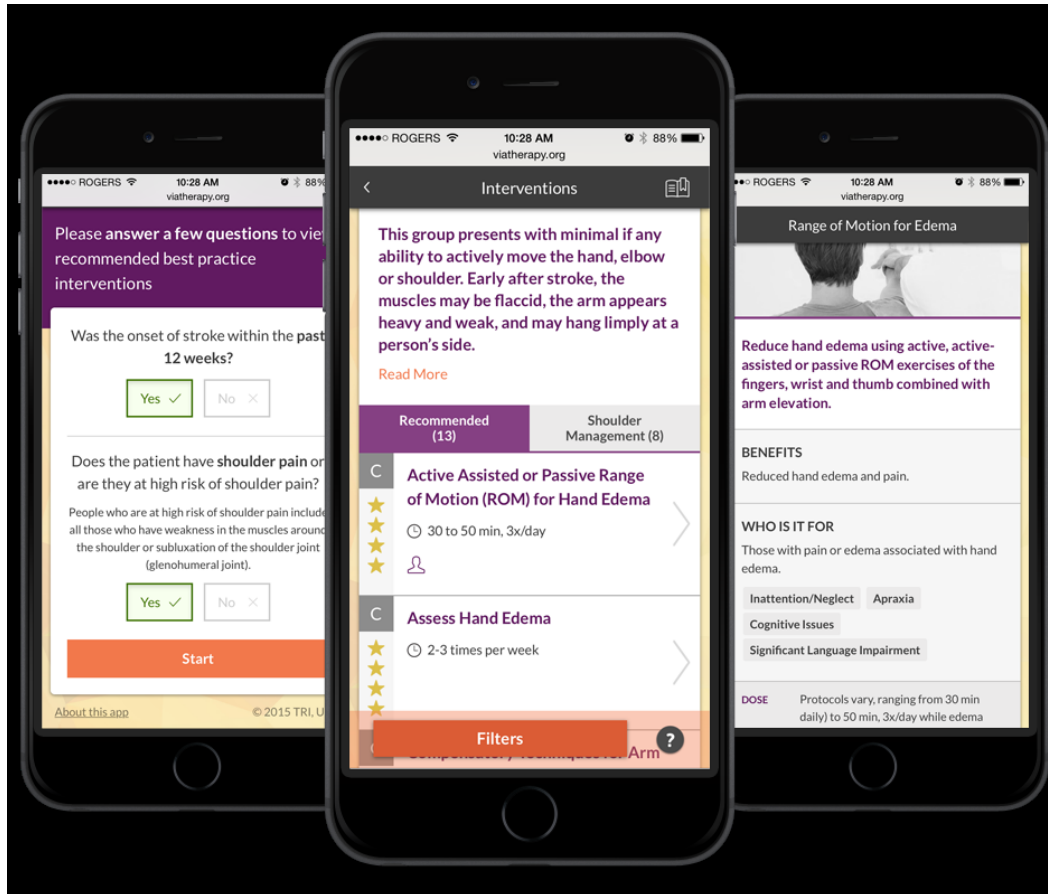 ROGERS 10:28 AM 88%
viatherapy.org
Please answer a few questions to vie
recommended best practice
interventions
Was the onset of stroke within the past
12 weeks?
Yes No
Does the patient have shoulder pain or
are they at high risk of shoulder pain?
People who are at high risk of shoulder pain include
all those who have weakness in the muscles around
the shoulder or subluxation of the shoulder joint
(glenohumeral joint).
Yes No
Start
About this app © 2015 TRI, U
ROGERS 10:28 AM 88%
viatherapy.org
Interventions
This group presents with minimal if any
ability to actively move the hand, elbow
or shoulder. Early after stroke, the
muscles may be flaccid, the arm appears
heavy and weak, and may hang limply at a
person's side.
Read More
Recommended
(13)
Shoulder
Management (8)
C
Active Assisted or Passive Range
of Motion (ROM) for Hand Edema
30 to 50 min, 3x/day
C
Assess Hand Edema
2-3 times per week
Filters ?
Compensatory Techniques for Arm
ROGERS 10:28 AM 88%
viatherapy.org
Range of Motion for Edema
Reduce hand edema using active, active-
assisted or passive ROM exercises of the
fingers, wrist and thumb combined with
arm elevation.
BENEFITS
Reduced hand edema and pain.
WHO IS IT FOR
Those with pain or edema associated with hand
edema.
Inattention/Neglect Apraxia
Cognitive Issues
Significant Language Impairment
DOSE Protocols vary, ranging from 30 min
daily) to 50 min, 3x/day while edema